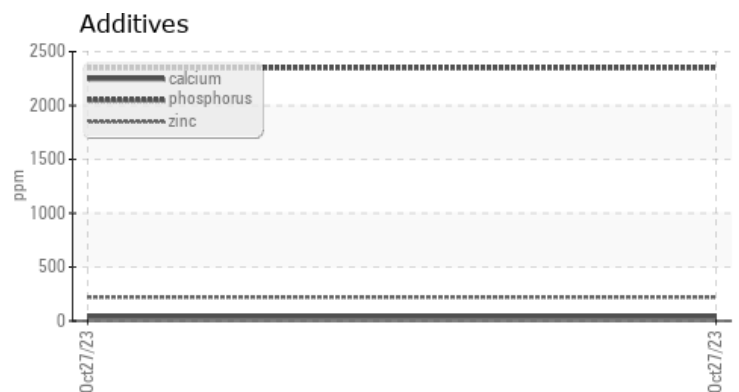 Additives
2500
2000
1500
1000
500
0
ppm
calcium
phosphorus
zinc
Oct27/23
Oct27/23